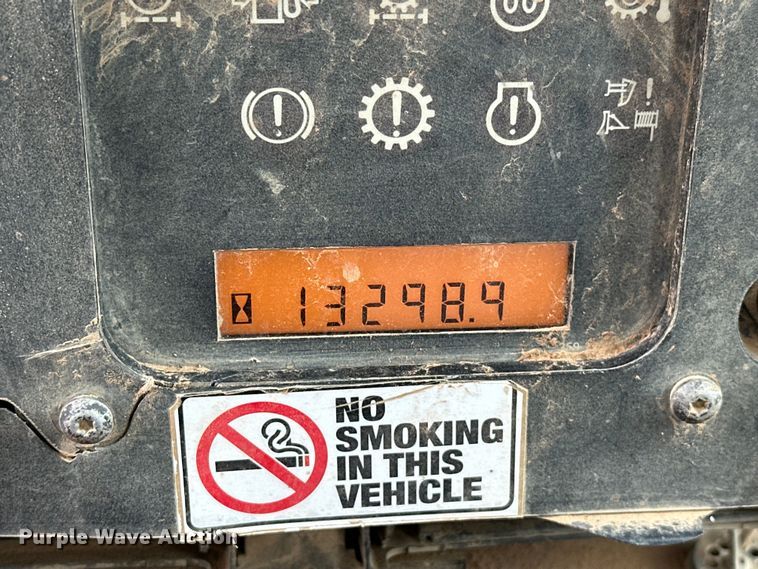 13298.9
NO
SMOKING
IN THIS
VEHICLE
Purple Wave Auction